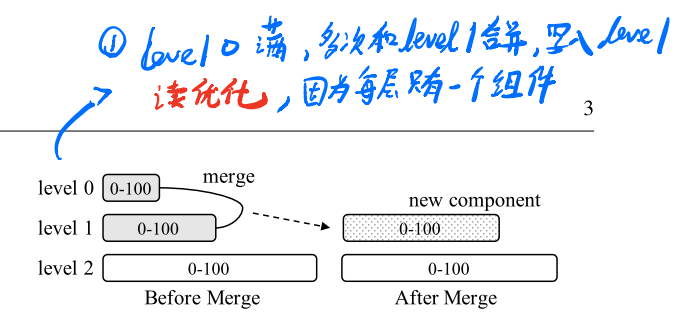 ① level 0 满，多次和level 1合并，写入level 1
读优化，因为每层只有一个组件
3
level 0 0-100 merge
new component
level 1 0-100 0-100
level 2 0-100 0-100
Before Merge After Merge